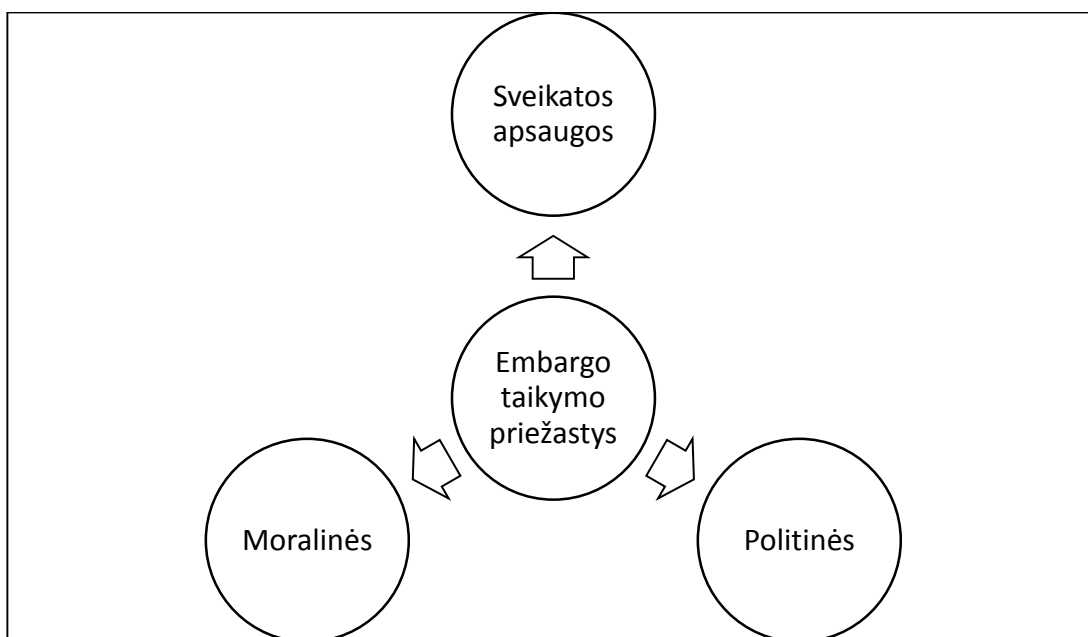 Sveikatos
apsaugos
Embargo
taikymo
priežastys
Moralinės
Politinės